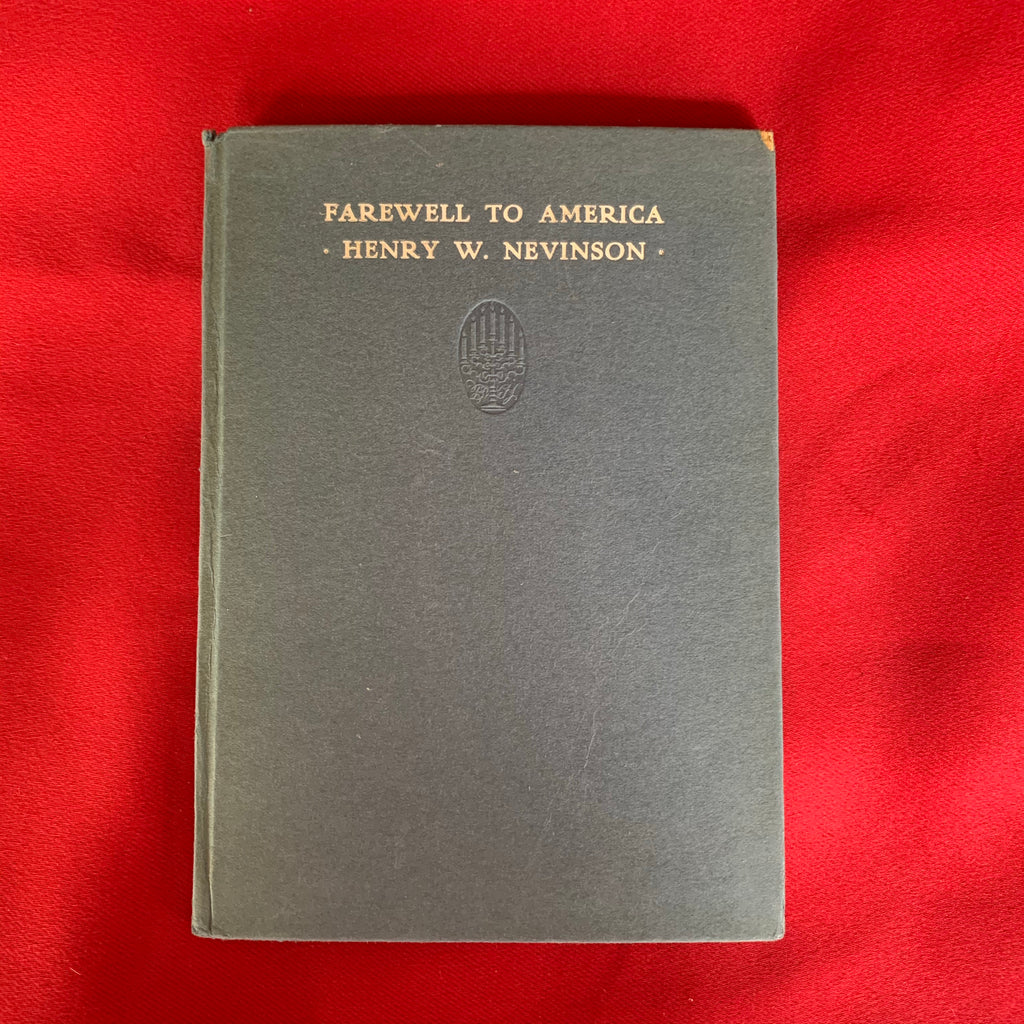 FAREWELL TO AMERICA
· HENRY W. NEVINSON ·